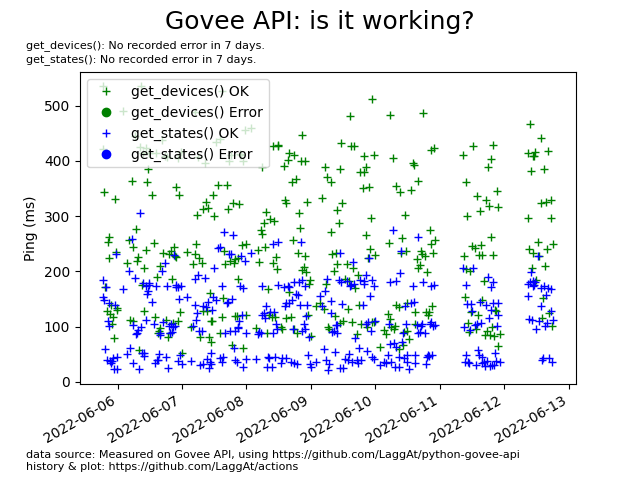 Govee API: is it working?
get_devices(): No recorded error in 7 days.
get_states(): No recorded error in 7 days.
get_devices() OK
get_devices() Error
get_states() OK
get_states() Error
Ping (ms)
500
400
300
200
100
0
2022-06-06
2022-06-07
2022-06-08
2022-06-09
2022-06-10
2022-06-11
2022-06-12
2022-06-13
data source: Measured on Govee API, using https://github.com/LaggAt/python-govee-api
history & plot: https://github.com/LaggAt/actions